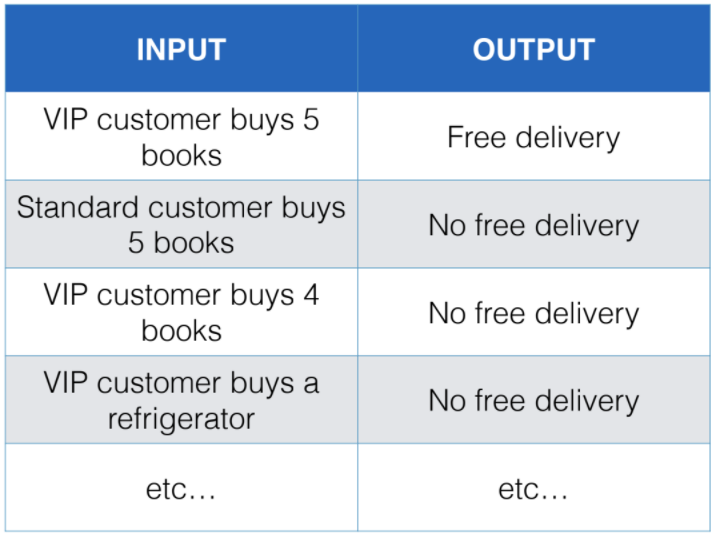 INPUT
OUTPUT
VIP customer buys 5
books
Free delivery
Standard customer buys
5 books
No free delivery
VIP customer buys 4
books
No free delivery
VIP customer buys a
refrigerator
No free delivery
etc...
etc...